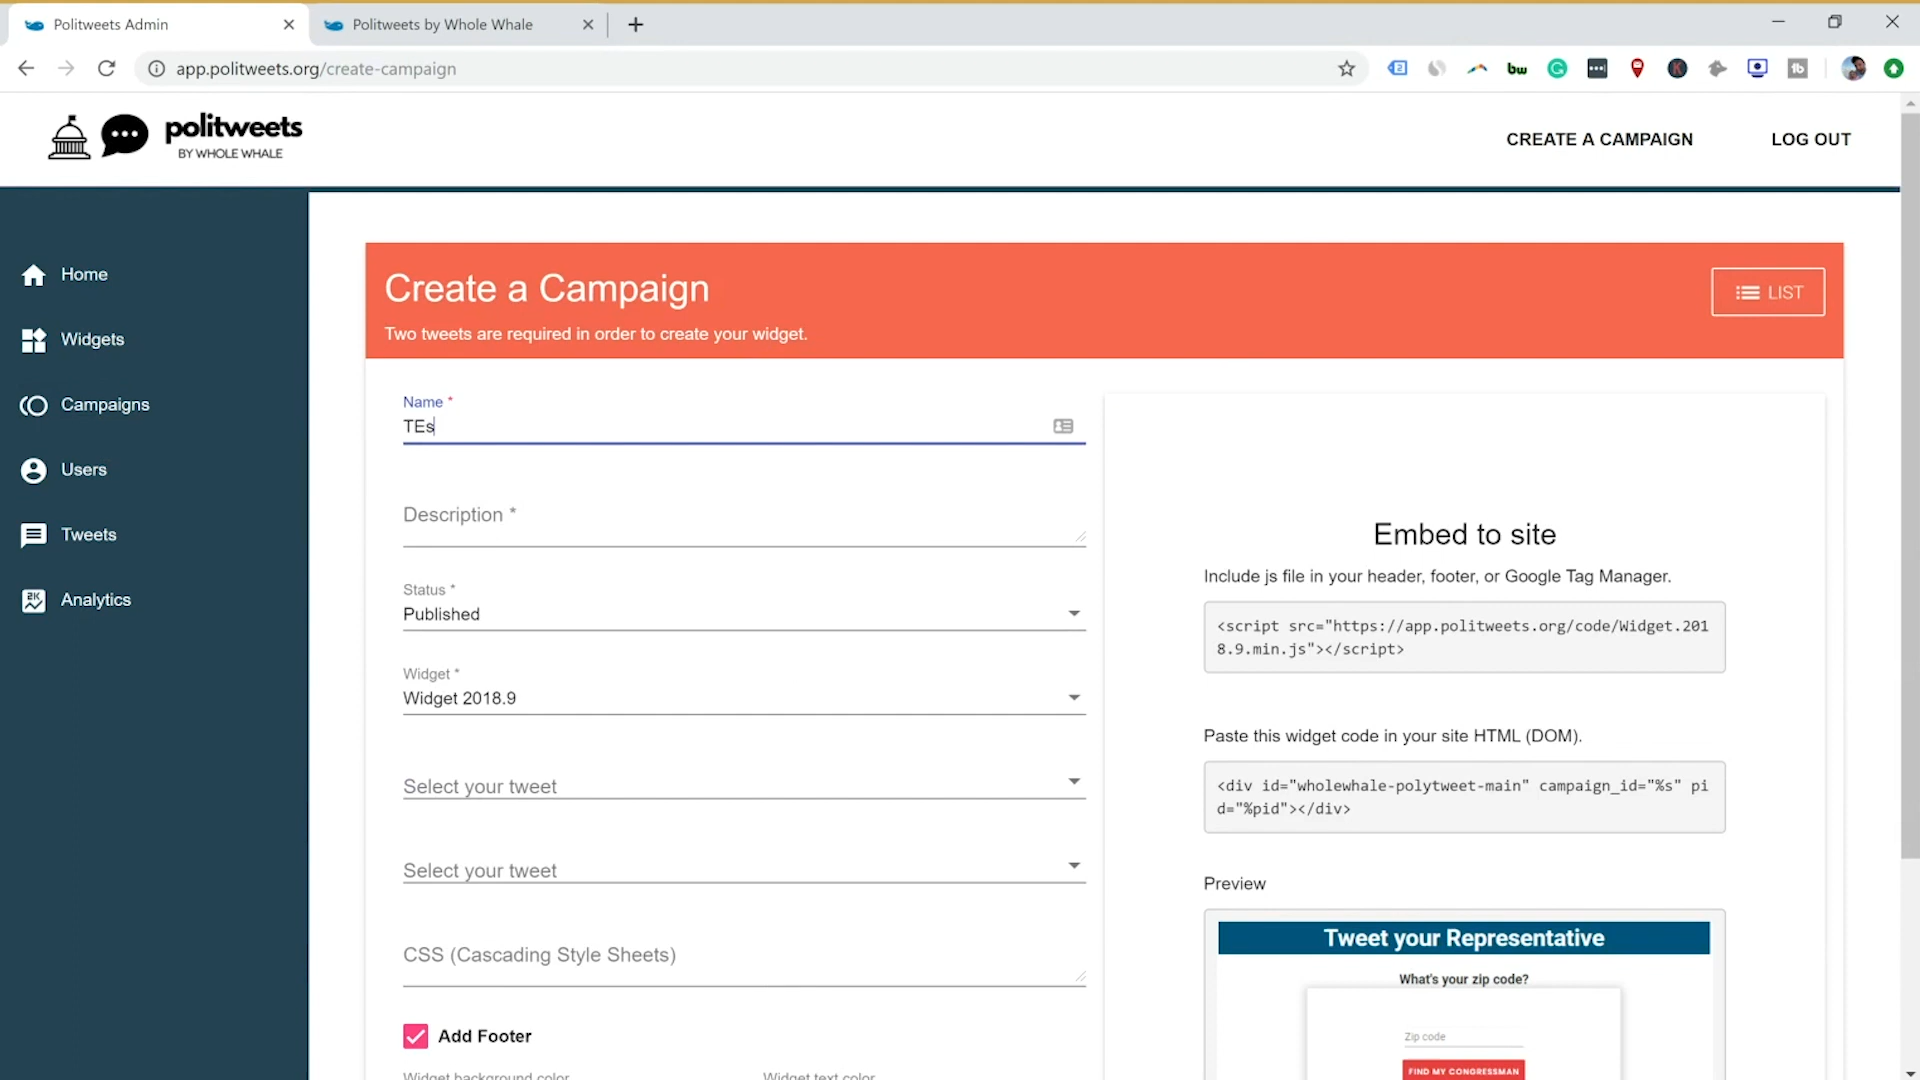 Politweets Admin
Politweets by Whole Whale
app.politweets.org/create-campaign
politweets
BY WHOLE WHALE
CREATE A CAMPAIGN
LOG OUT
Home
Widgets
Campaigns
Users
Tweets
Analytics
Create a Campaign
Two tweets are required in order to create your widget.
LIST
Name *
TEs
Description *
Status *
Published
Widget *
Widget 2018.9
Select your tweet
Select your tweet
CSS (Cascading Style Sheets)
Add Footer
Widget background color
Widget text color
Embed to site
Include js file in your header, footer, or Google Tag Manager.
<script src="https://app.politweets.org/code/Widget.201
8.9.min.js"></script>
Paste this widget code in your site HTML (DOM).
<div id="wholewhale-polytweet-main" campaign_id="%s" pi
d="%pid"></div>
Preview
Tweet your Representative
What's your zip code?
Zip code
FIND MY CONGRESSMAN